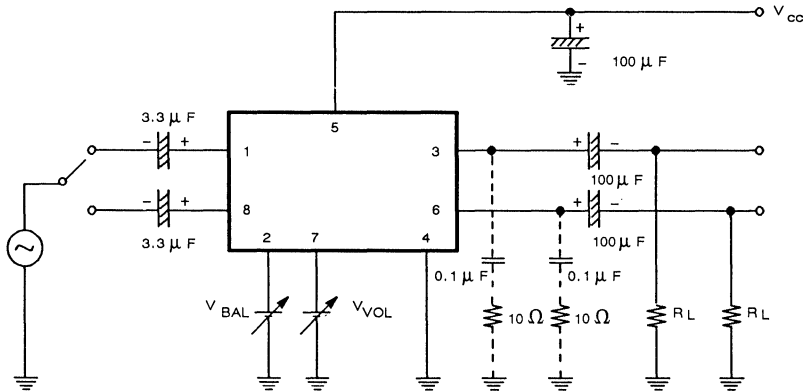 V CC
+
-
100 μ F
3.3 μ F
- +
1
5
3
+ -
100 μ F
- +
8
6
+ -
100 μ F
3.3 μ F
2
7
4
0.1 μ F
0.1 μ F
V BAL
V VOL
10 Ω
10 Ω
R L
R L